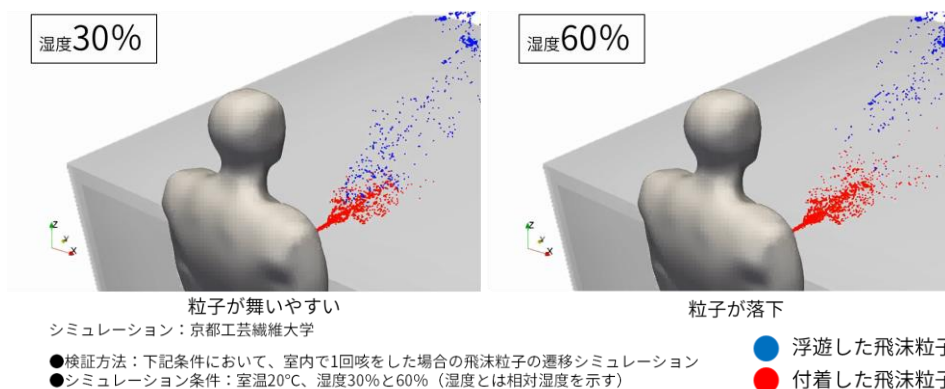 湿度30%
湿度60%
z
y
x
z
y
x
粒子が舞いやすい
粒子が落下
シミュレーション：京都工芸繊維大学
●検証方法：下記条件において、室内で1回咳をした場合の飛沫粒子の遷移シミュレーション
●シミュレーション条件：室温20℃、湿度30%と60%（湿度とは相対湿度を示す）
浮遊した飛沫粒子
付着した飛沫粒子